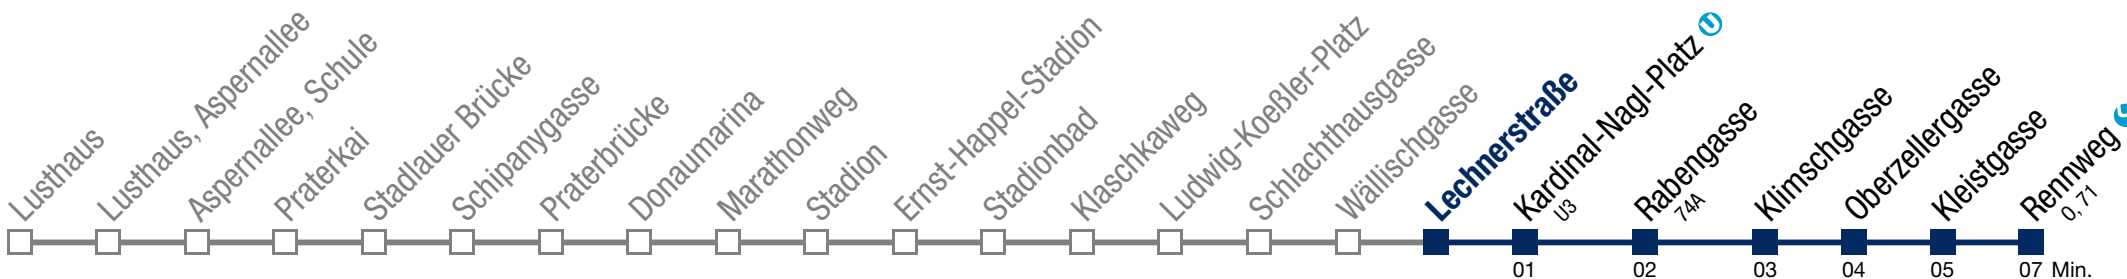 Lusthaus
Lusthaus, Aspernallee
Aspernallee, Schule
Praterkai
Stadlauer Brücke
Schipanygasse
Praterbrücke
Donaumarina
Marathonweg
Stadion
Ernst-Happel-Stadion
Stadionbad
Klaschkaweg
Ludwig-Koeßler-Platz
Schlachthausgasse
Wällischgasse
Lechnerstraße
Kardinal-Nagl-Platz U
U3
Rabengasse
74A
Klimschgasse
Oberzellergasse
Kleistgasse
Rennweg
0, 71
01 02 03 04 05 07 Min.